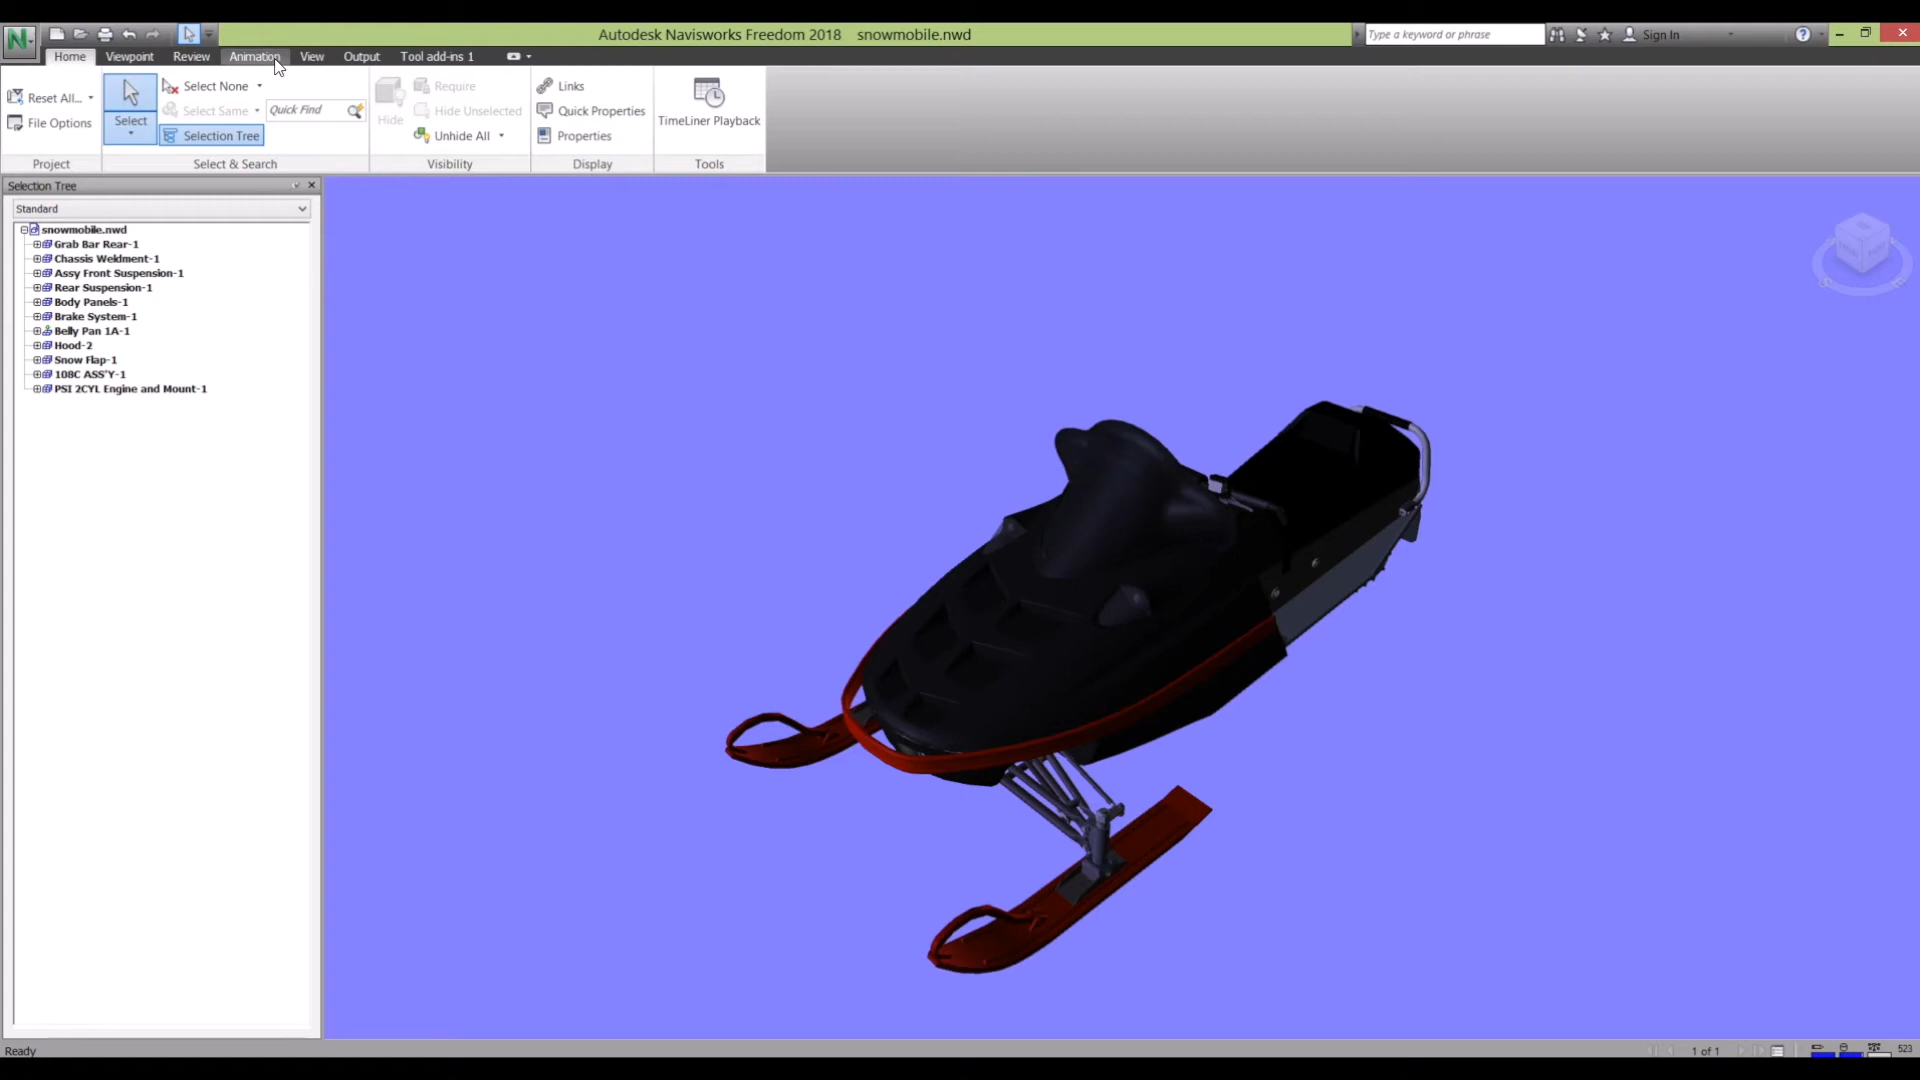 Autodesk Navisworks Freedom 2018 snowmobile.nwd
Type a keyword or phrase
Sign In
Home Viewpoint Review Animation View Output Tool add-ins 1
Reset All...
File Options
Project
Select
Select None
Select Same
Selection Tree
Quick Find
Select & Search
Hide
Require
Hide Unselected
Unhide All
Visibility
Links
Quick Properties
Properties
Display
TimeLiner Playback
Tools
Selection Tree
Standard
snowmobile.nwd
Grab Bar Rear-1
Chassis Weldment-1
Assy Front Suspension-1
Rear Suspension-1
Body Panels-1
Brake System-1
Belly Pan 1A-1
Hood-2
Snow Flap-1
108C ASS'Y-1
PSI 2CYL Engine and Mount-1
Ready
1 of 1
523